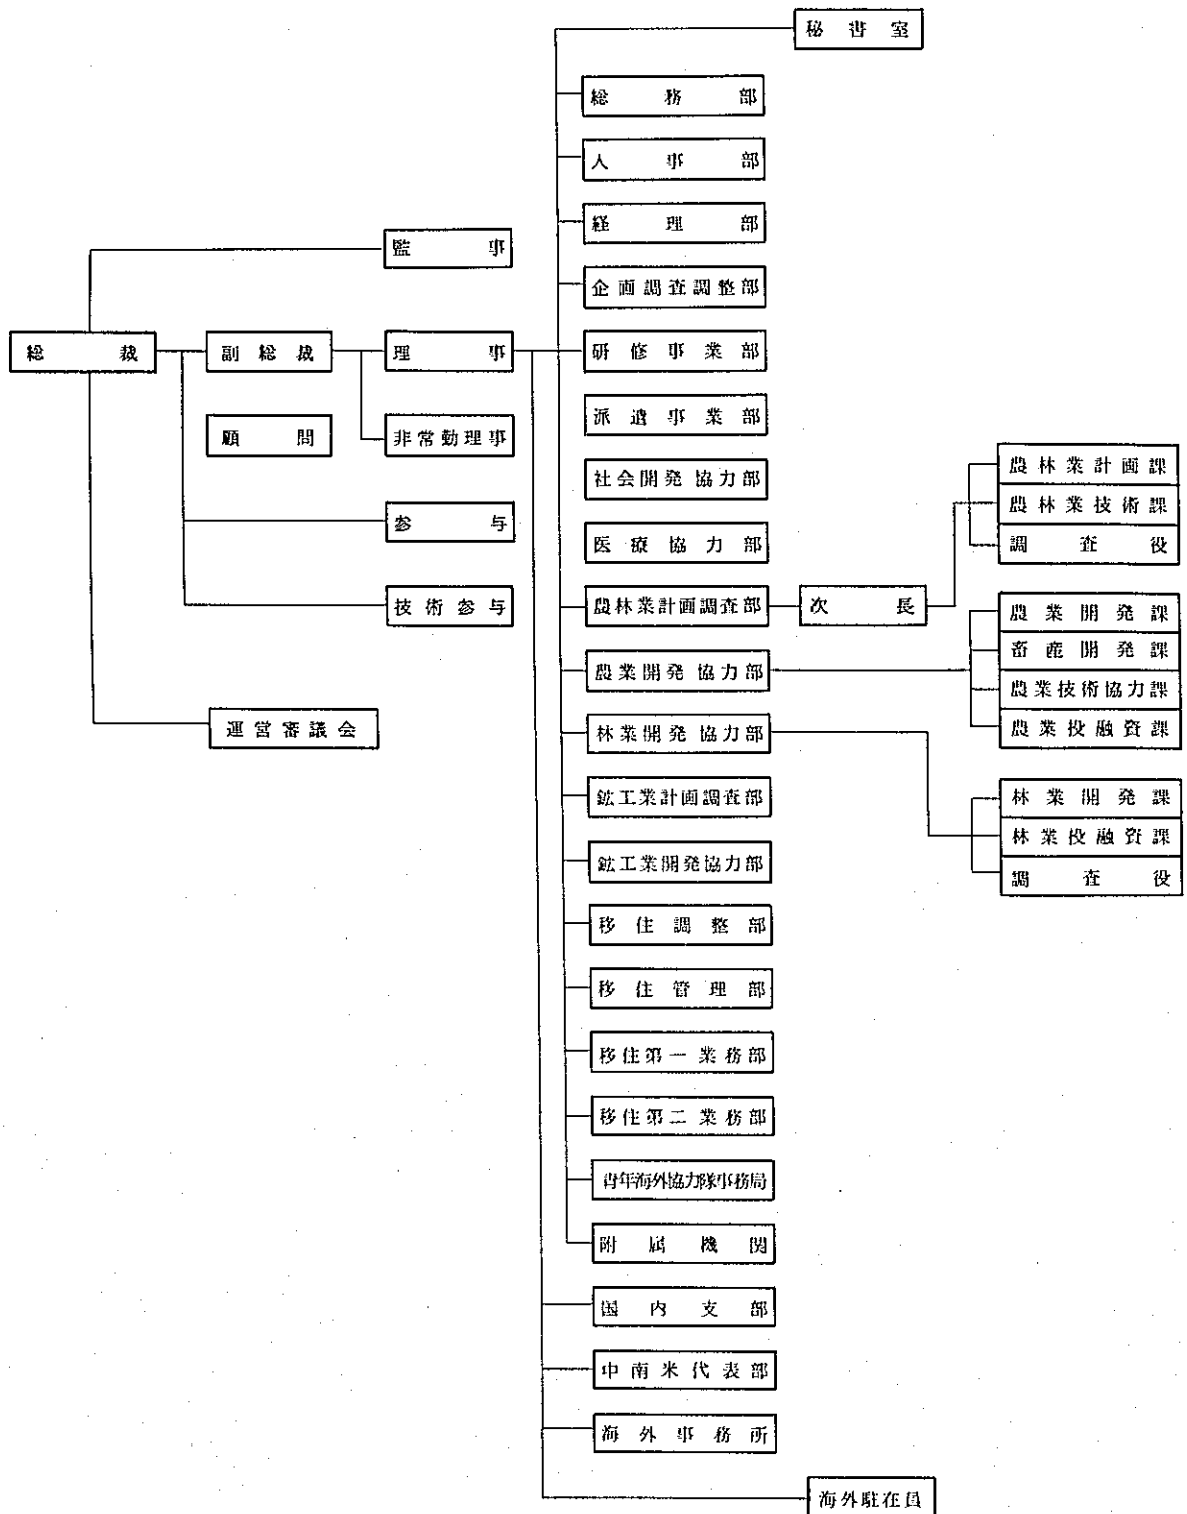 秘書室
総務部
人事部
経理部
監事
企画調査調整部
総裁
副総裁
理事
研修事業部
顧問
非常勤理事
派遣事業部
社会開発協力部
農林業計画課
農林業技術課
調査役
参与
医療協力部
技術参与
農林業計画調査部
次長
農業開発課
畜産開発課
農業技術協力課
農業投融資課
農業開発協力部
運営審議会
林業開発協力部
鉱工業計画調査部
林業開発課
林業投融資課
調査役
鉱工業開発協力部
移住調整部
移住管理部
移住第一業務部
移住第二業務部
青年海外協力隊事務局
附属機関
国内支部
中南米代表部
海外事務所
海外駐在員